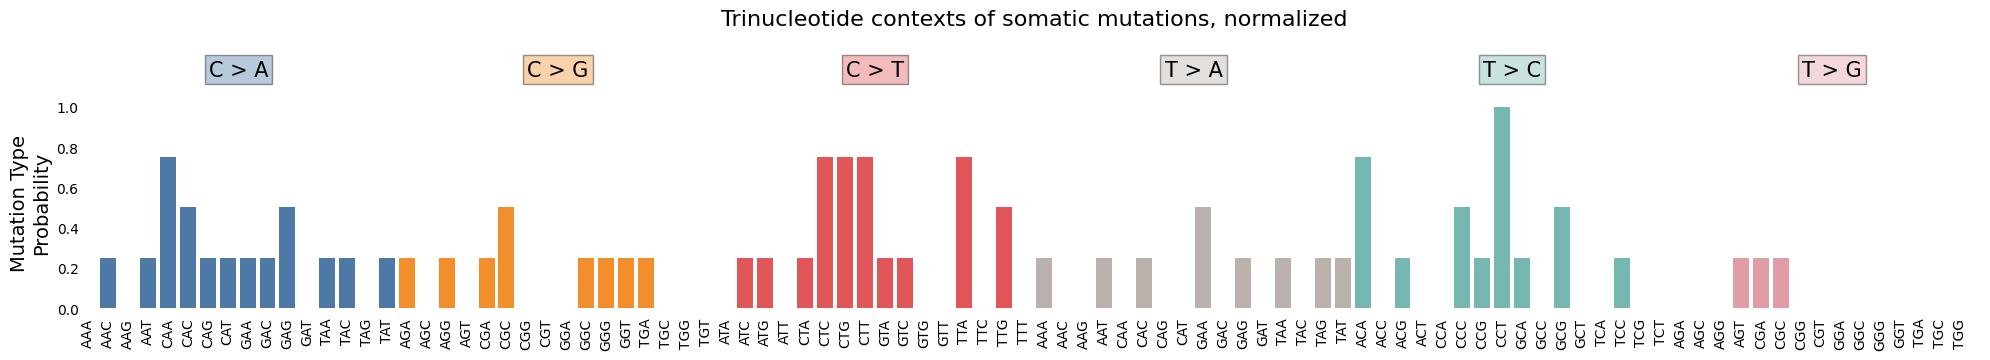 Trinucleotide contexts of somatic mutations, normalized
C > A
C > G
C > T
T > A
T > C
T > G
Mutation Type
Probability
1.0
0.8
0.6
0.4
0.2
0.0
AAA
AAC
AAG
AAT
CAA
CAC
CAG
CAT
GAA
GAC
GAG
GAT
TAA
TAC
TAG
TAT
AGA
AGC
AGG
AGT
CGA
CGC
CGG
CGT
GGA
GGC
GGG
GGT
TGA
TGC
TGG
TGT
ATA
ATC
ATG
ATT
CTA
CTC
CTG
CTT
GTA
GTC
GTG
GTT
TTA
TTC
TTG
TTT
AAA
AAC
AAG
AAT
CAA
CAC
CAG
CAT
GAA
GAC
GAG
GAT
TAA
TAC
TAG
TAT
ACA
ACC
ACG
ACT
CCA
CCC
CCG
CCT
GCA
GCC
GCG
GCT
TCA
TCC
TCG
TCT
AGA
AGC
AGG
AGT
CGA
CGC
CGG
CGT
GGA
GGC
GGG
GGT
TGA
TGC
TGG